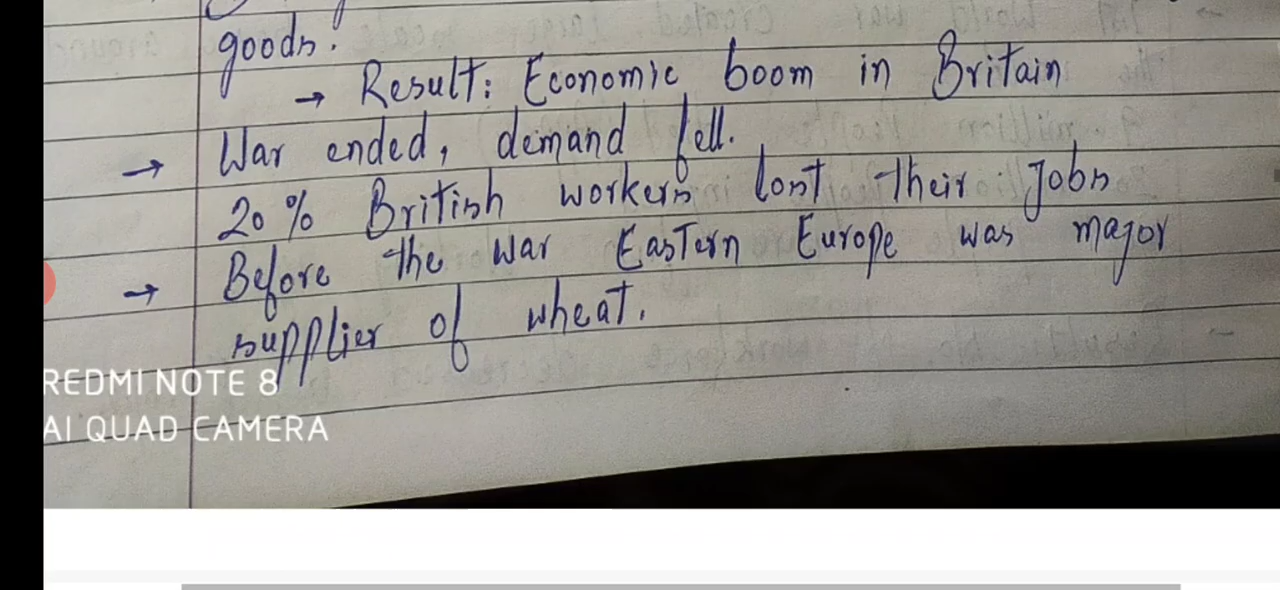 goods.
→ Result: Economic boom in Britain
→ War ended, demand fell.
20% British workers lost their Jobs
→ Before the war Eastern Europe was major
supplier of wheat.
REDMI NOTE 8
AI QUAD CAMERA